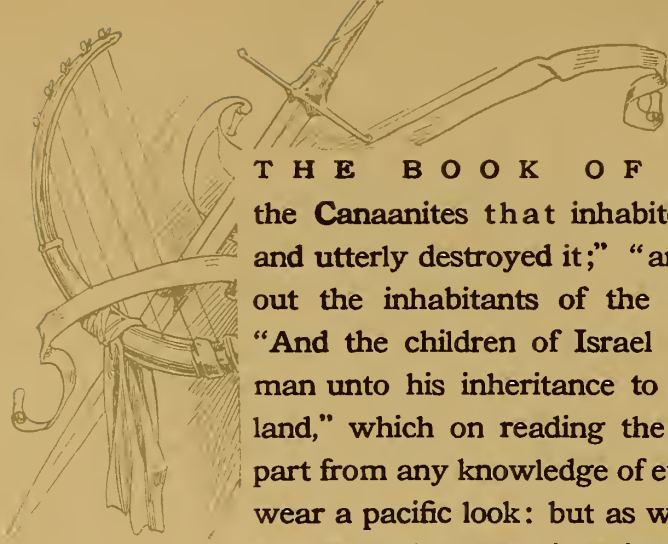 THE BOOK OF
the Canaanites that inhabite
and utterly destroyed it;” “a
out the inhabitants of the
“And the children of Israel
man unto his inheritance to
land,” which on reading the
part from any knowledge of e
wear a pacific look: but as w